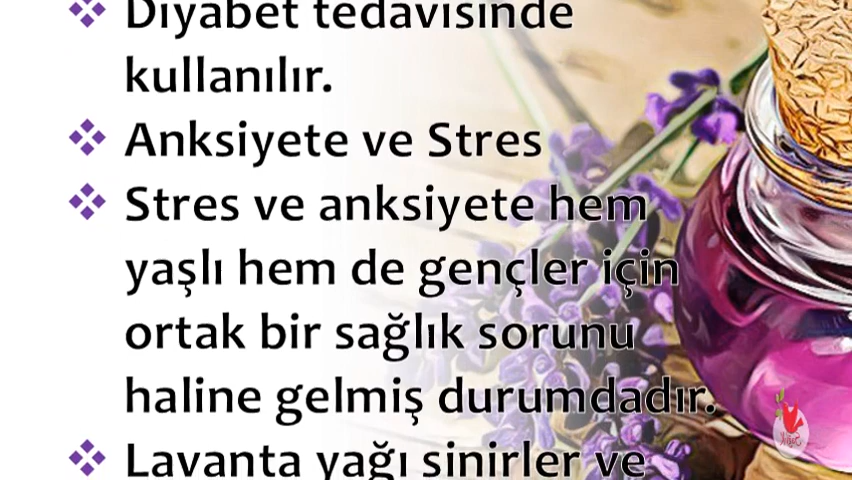 ❖ Diyabet tedavisinde
kullanılır.
❖ Anksiyete ve Stres
❖ Stres ve anksiyete hem
yaşlı hem de gençler için
ortak bir sağlık sorunu
haline gelmiş durumdadır.
❖ Lavanta yağı sinirler ve